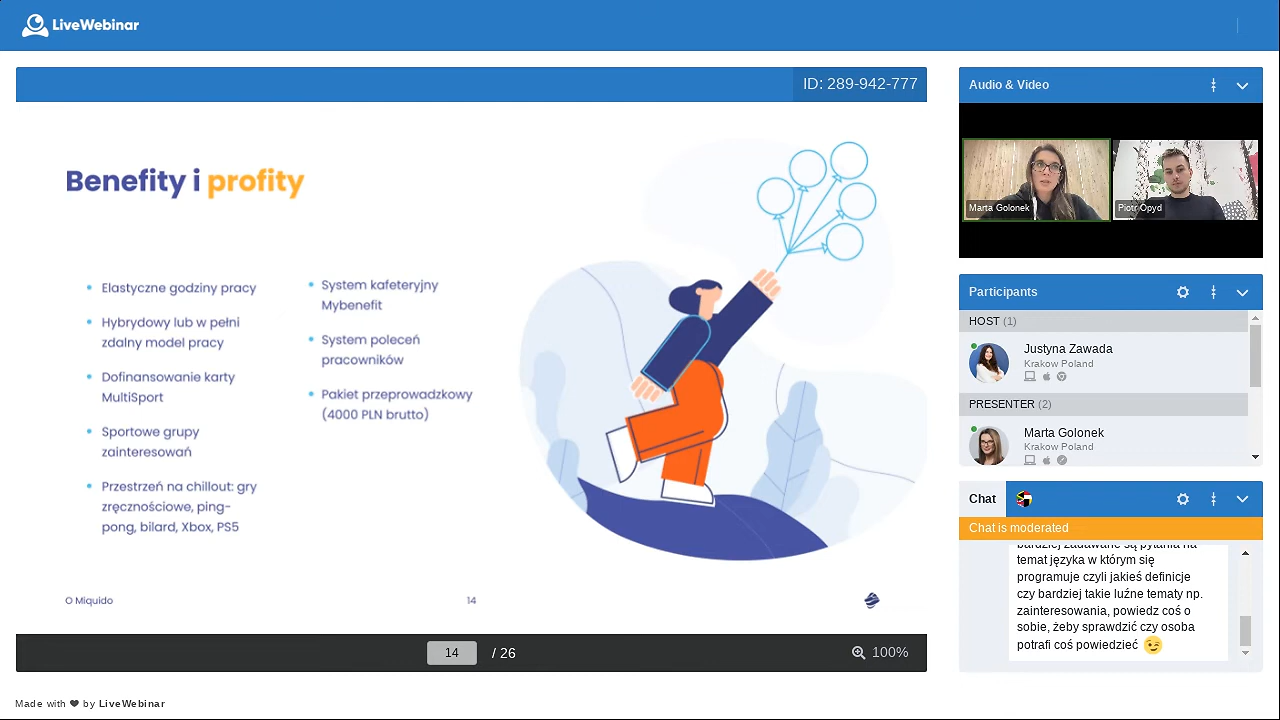 LiveWebinar
ID: 289-942-777
Benefity i profity
Elastyczne godziny pracy
Hybrydowy lub w pełni
zdalny model pracy
Dofinansowanie karty
MultiSport
Sportowe grupy
zainteresowań
Przestrzeń na chillout: gry
zręcznościowe, ping-
pong, bilard, Xbox, PS5
System kafeteryjny
Mybenefit
System poleceń
pracowników
Pakiet przeprowadzkowy
(4000 PLN brutto)
O Miquido
14
14 / 26
100%
Made with ❤ by LiveWebinar
Audio & Video
Marta Golonek
Piotr Opyd
Participants
HOST (1)
Justyna Zawada
Krakow Poland
PRESENTER (2)
Marta Golonek
Krakow Poland
Chat
Chat is moderated
bardziej zadawane są pytania na
temat języka w którym się
programuje czyli jakieś definicje
czy bardziej takie luźne tematy np.
zainteresowania, powiedz coś o
sobie, żeby sprawdzić czy osoba
potrafi coś powiedzieć 😉